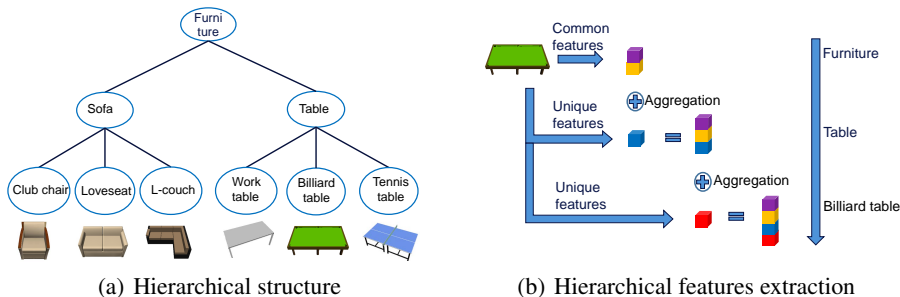 Furni
ture
Sofa
Table
Club chair
Loveseat
L-couch
Work
table
Billiard
table
Tennis
table
(a) Hierarchical structure
Common
features
Furniture
Aggregation
Unique
features
=
Table
Aggregation
Unique
features
=
Billiard table
(b) Hierarchical features extraction